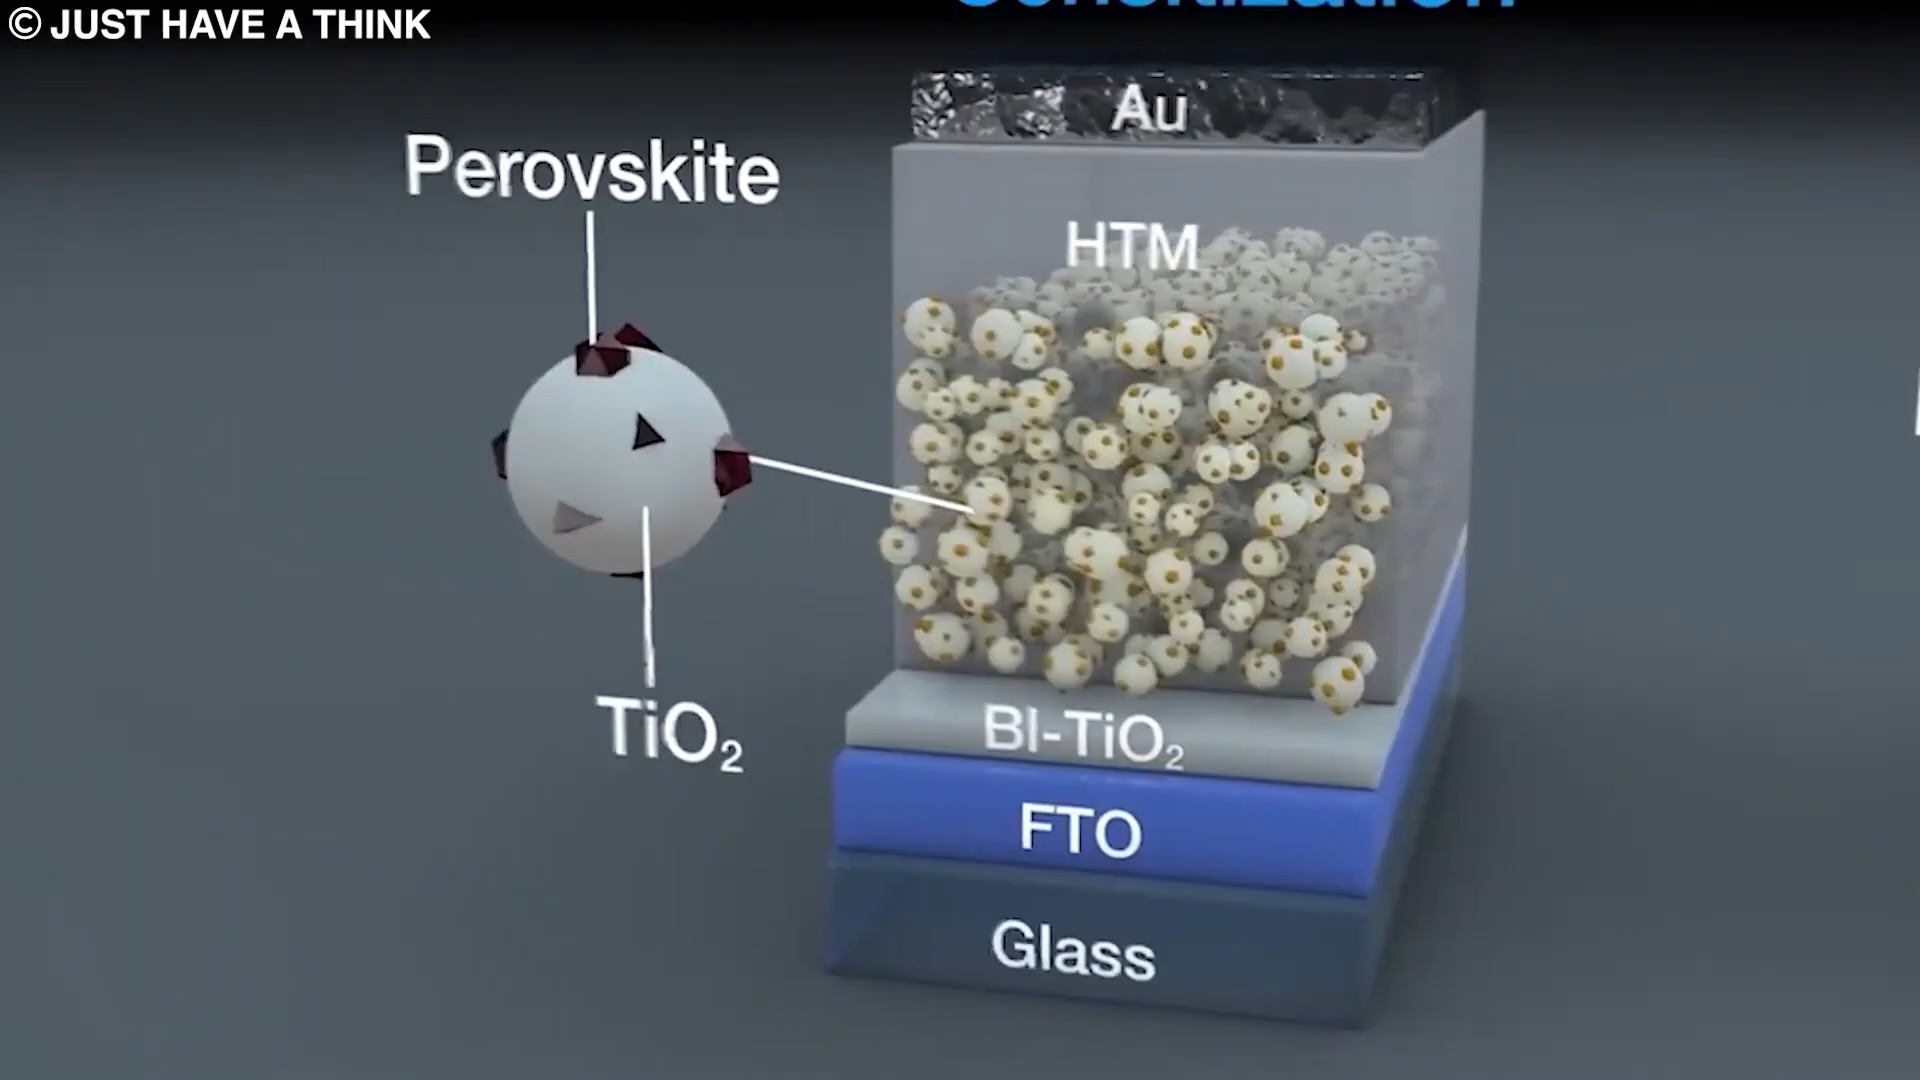 © JUST HAVE A THINK
Au
Perovskite
HTM
TiO₂
Bl-TiO₂
FTO
Glass